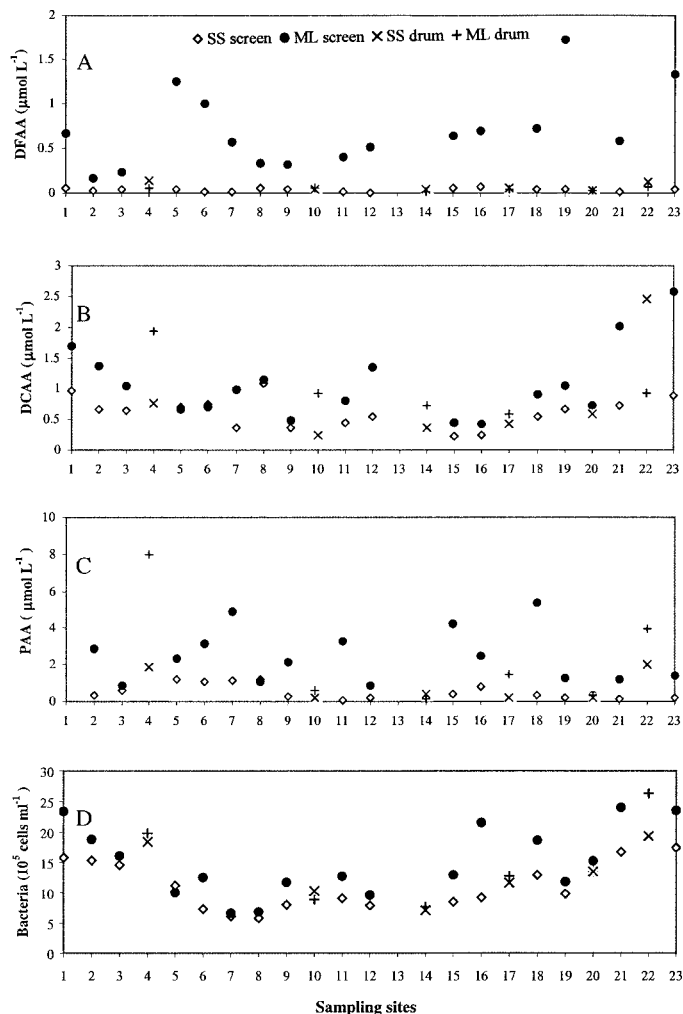 SS screen ML screen SS drum ML drum
A
DFAA (µmol L-1)
2
1.5
1
0.5
0
1 2 3 4 5 6 7 8 9 10 11 12 13 14 15 16 17 18 19 20 21 22 23
B
DCAA (µmol L-1)
3
2.5
2
1.5
1
0.5
0
1 2 3 4 5 6 7 8 9 10 11 12 13 14 15 16 17 18 19 20 21 22 23
C
PAA ( µmol L-1)
10
8
6
4
2
0
1 2 3 4 5 6 7 8 9 10 11 12 13 14 15 16 17 18 19 20 21 22 23
D
Bacteria (10⁵ cells ml-1)
30
25
20
15
10
5
0
1 2 3 4 5 6 7 8 9 10 11 12 13 14 15 16 17 18 19 20 21 22 23
Sampling sites